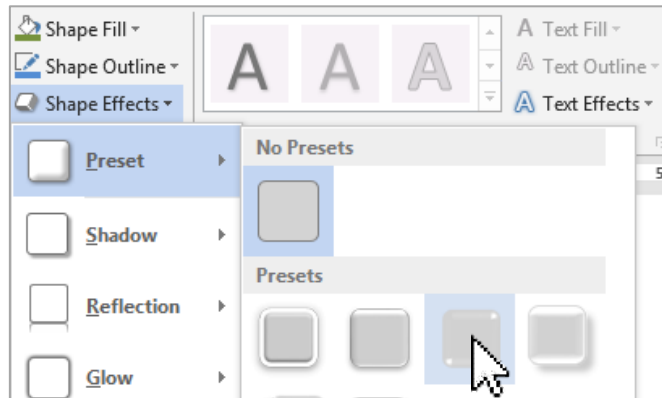 Shape Fill
A Text Fill
Shape Outline
A Text Outline
Shape Effects
A Text Effects
A A A
Preset
No Presets
Shadow
Presets
Reflection
Glow
5